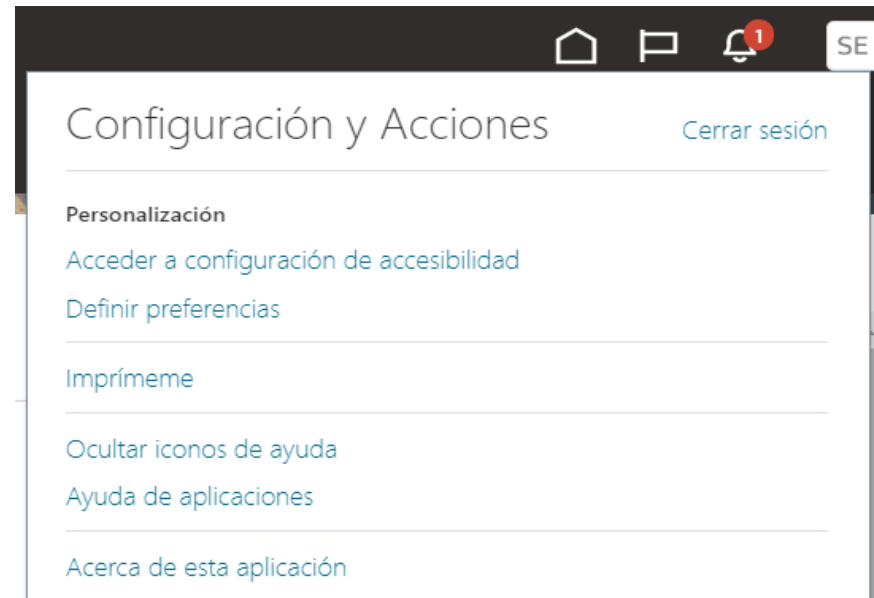 1
SE
Configuración y Acciones
Cerrar sesión
Personalización
Acceder a configuración de accesibilidad
Definir preferencias
Imprímeme
Ocultar iconos de ayuda
Ayuda de aplicaciones
Acerca de esta aplicación